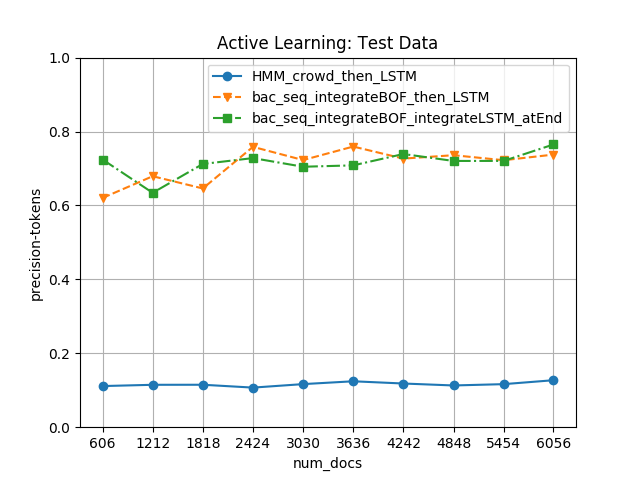 Active Learning: Test Data
HMM_crowd_then_LSTM
bac_seq_integrateBOF_then_LSTM
bac_seq_integrateBOF_integrateLSTM_atEnd
precision-tokens
1.0
0.8
0.6
0.4
0.2
0.0
606 1212 1818 2424 3030 3636 4242 4848 5454 6056
num_docs